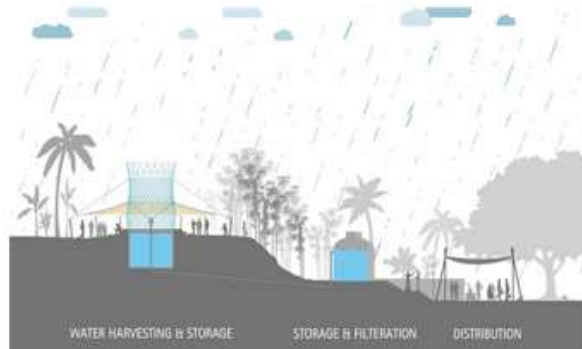 WATER HARVESTING & STORAGE
STORAGE & FILTERATION
DISTRIBUTION